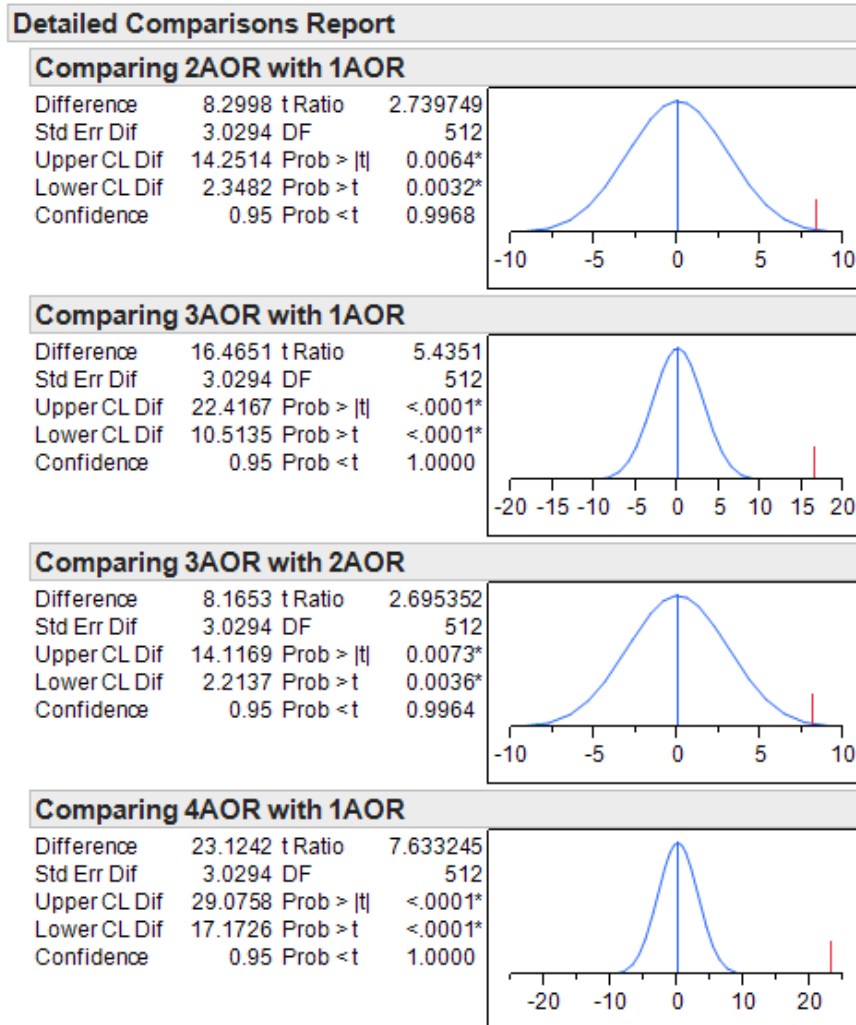 Detailed Comparisons Report
Comparing 2AOR with 1AOR
Difference 8.2998 t Ratio 2.739749
Std Err Dif 3.0294 DF 512
Upper CL Dif 14.2514 Prob > |t| 0.0064*
Lower CL Dif 2.3482 Prob > t 0.0032*
Confidence 0.95 Prob < t 0.9968
-10 -5 0 5 10
Comparing 3AOR with 1AOR
Difference 16.4651 t Ratio 5.4351
Std Err Dif 3.0294 DF 512
Upper CL Dif 22.4167 Prob > |t| <.0001*
Lower CL Dif 10.5135 Prob > t <.0001*
Confidence 0.95 Prob < t 1.0000
-20 -15 -10 -5 0 5 10 15 20
Comparing 3AOR with 2AOR
Difference 8.1653 t Ratio 2.695352
Std Err Dif 3.0294 DF 512
Upper CL Dif 14.1169 Prob > |t| 0.0073*
Lower CL Dif 2.2137 Prob > t 0.0036*
Confidence 0.95 Prob < t 0.9964
-10 -5 0 5 10
Comparing 4AOR with 1AOR
Difference 23.1242 t Ratio 7.633245
Std Err Dif 3.0294 DF 512
Upper CL Dif 29.0758 Prob > |t| <.0001*
Lower CL Dif 17.1726 Prob > t <.0001*
Confidence 0.95 Prob < t 1.0000
-20 -10 0 10 20